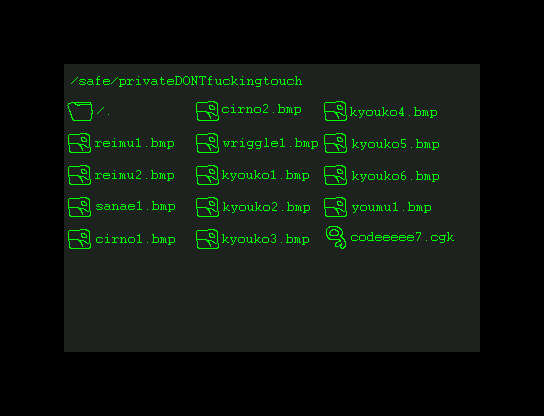 /safe/privateDONTfuckingtouch
/. cirno2.bmp kyouko4.bmp
reimu1.bmp wriggle1.bmp kyouko5.bmp
reimu2.bmp kyouko1.bmp kyouko6.bmp
sanae1.bmp kyouko2.bmp youmu1.bmp
cirno1.bmp kyouko3.bmp codeeeee7.cgk